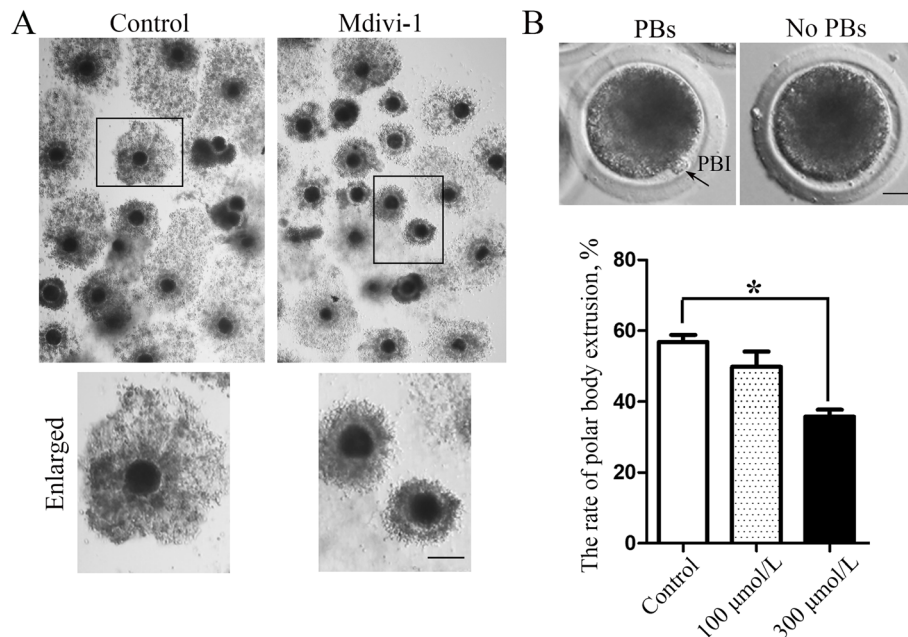 A
Control
Mdivi-1
Enlarged
B
PBs
No PBs
PBI
The rate of polar body extrusion, %
80
60
40
20
0
*
Control
100 μmol/L
300 μmol/L